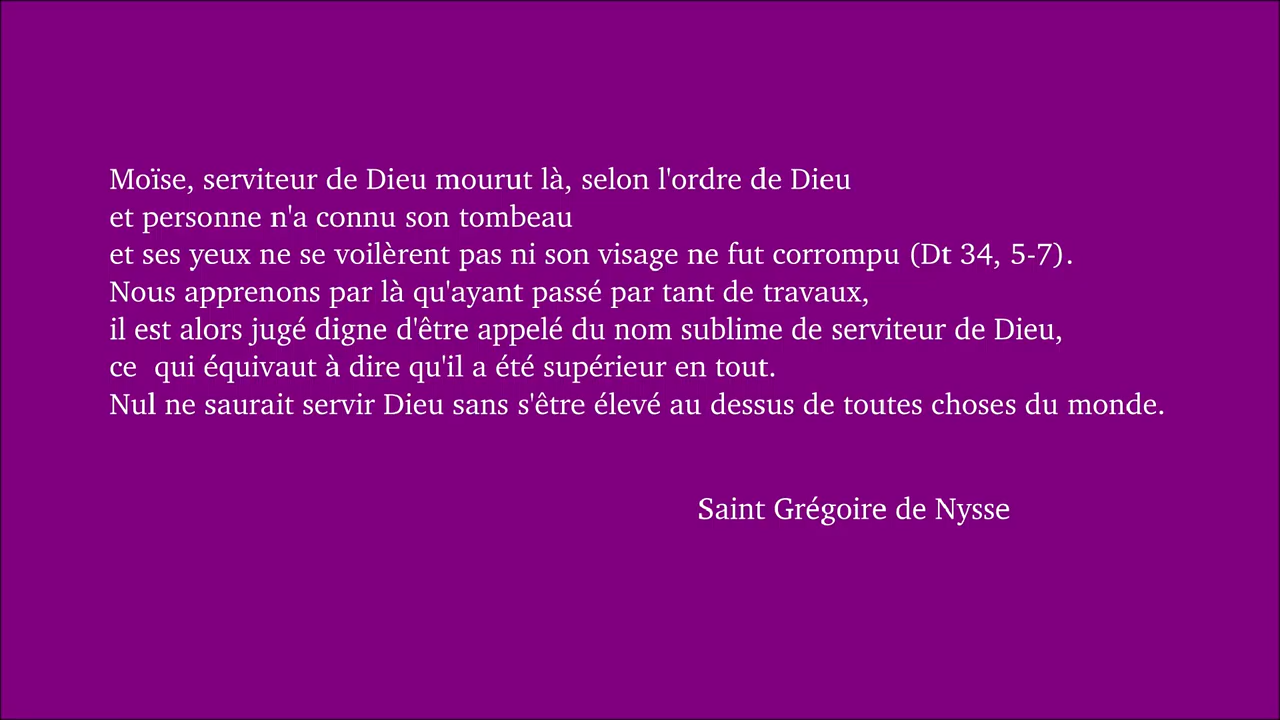 Moïse, serviteur de Dieu mourut là, selon l'ordre de Dieu
et personne n'a connu son tombeau
et ses yeux ne se voilèrent pas ni son visage ne fut corrompu (Dt 34, 5-7).
Nous apprenons par là qu'ayant passé par tant de travaux,
il est alors jugé digne d'être appelé du nom sublime de serviteur de Dieu,
ce  qui équivaut à dire qu'il a été supérieur en tout.
Nul ne saurait servir Dieu sans s'être élevé au dessus de toutes choses du monde.
Saint Grégoire de Nysse